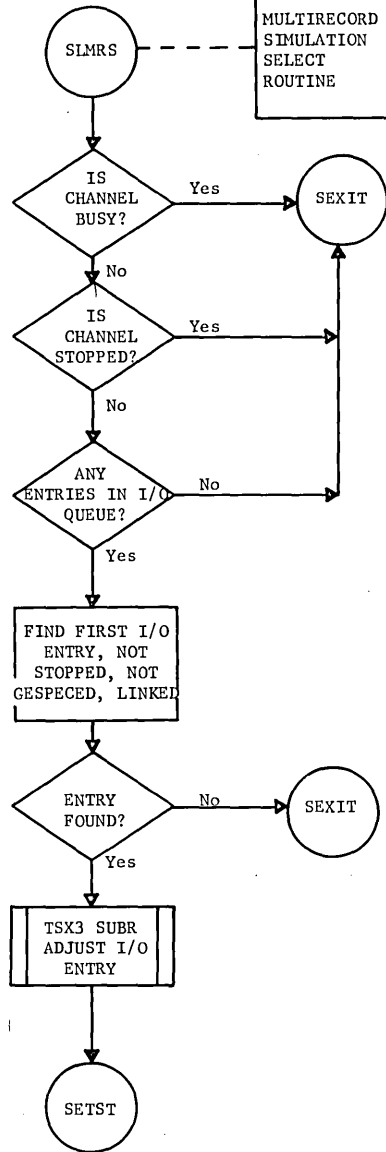 SLMRS
MULTIRECORD
SIMULATION
SELECT
ROUTINE
IS
CHANNEL
BUSY?
Yes
SEXIT
No
IS
CHANNEL
STOPPED?
Yes
No
ANY
ENTRIES IN I/O
QUEUE?
No
Yes
FIND FIRST I/O
ENTRY, NOT
STOPPED, NOT
GESPECED, LINKED
ENTRY
FOUND?
No
SEXIT
Yes
TSX3 SUBR
ADJUST I/O
ENTRY
SETST